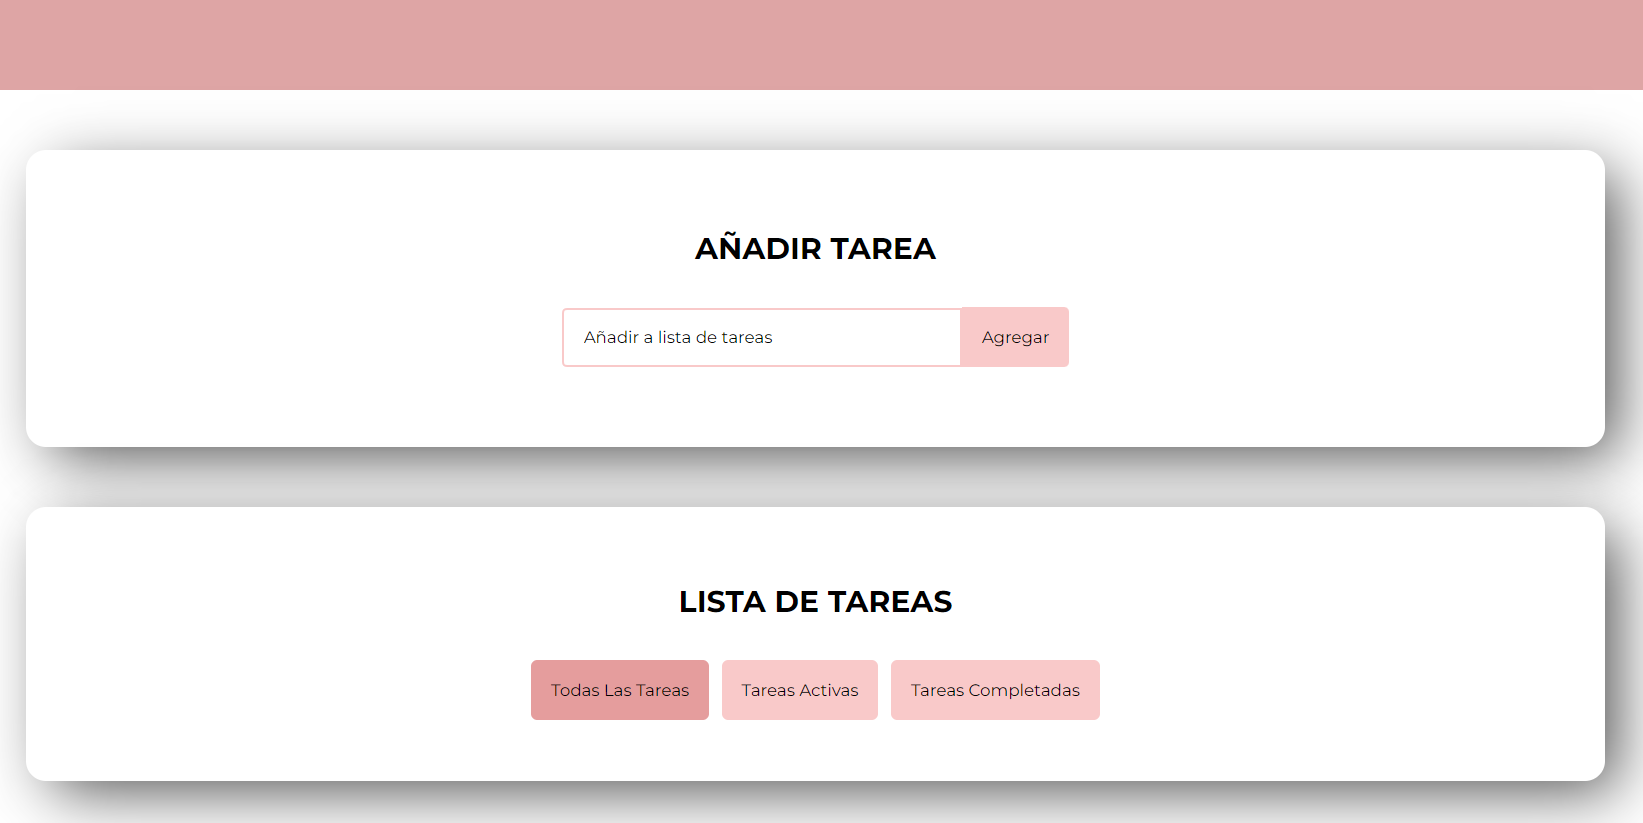 AÑADIR TAREA
Añadir a lista de tareas
Agregar
LISTA DE TAREAS
Todas Las Tareas
Tareas Activas
Tareas Completadas